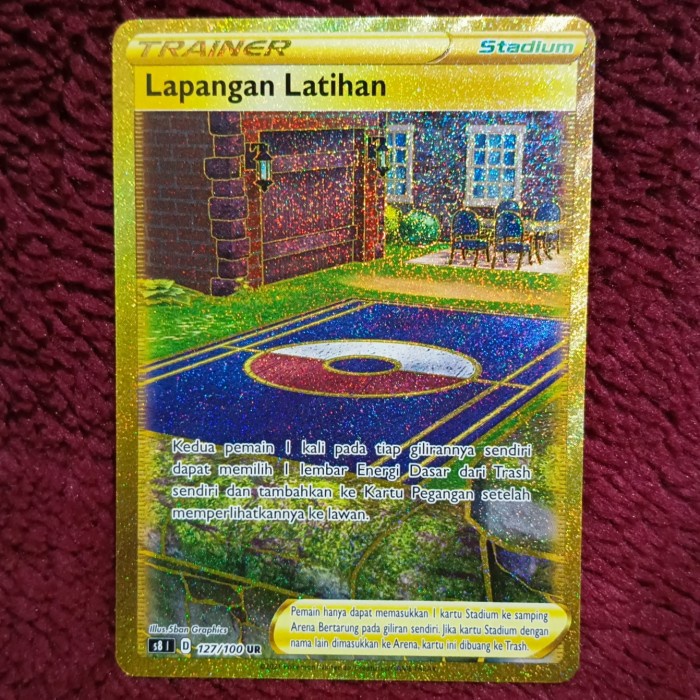 TRAINER
Stadium
Lapangan Latihan
Kedua pemain 1 kali pada tiap gilirannya sendiri
dapat memilih 1 lembar Energi Dasar dari Trash
sendiri dan tambahkan ke Kartu Pegangan setelah
memperlihatkannya ke lawan.
Illus. 5ban Graphics
s8 I D 127/100 UR
Pemain hanya dapat memasukkan 1 kartu Stadium ke samping
Arena Bertarung pada giliran sendiri. Jika kartu Stadium dengan
nama lain dimasukkan ke Arena, kartu ini dibuang ke Trash.